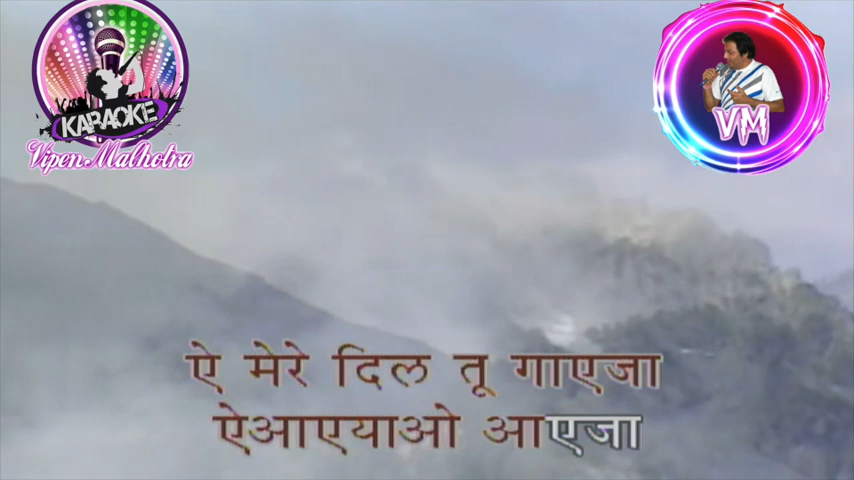 KARAOKE
Vipen Malhotra
VM
ऐ मेरे दिल तू गाएजा
ऐआएयाओ आएजा